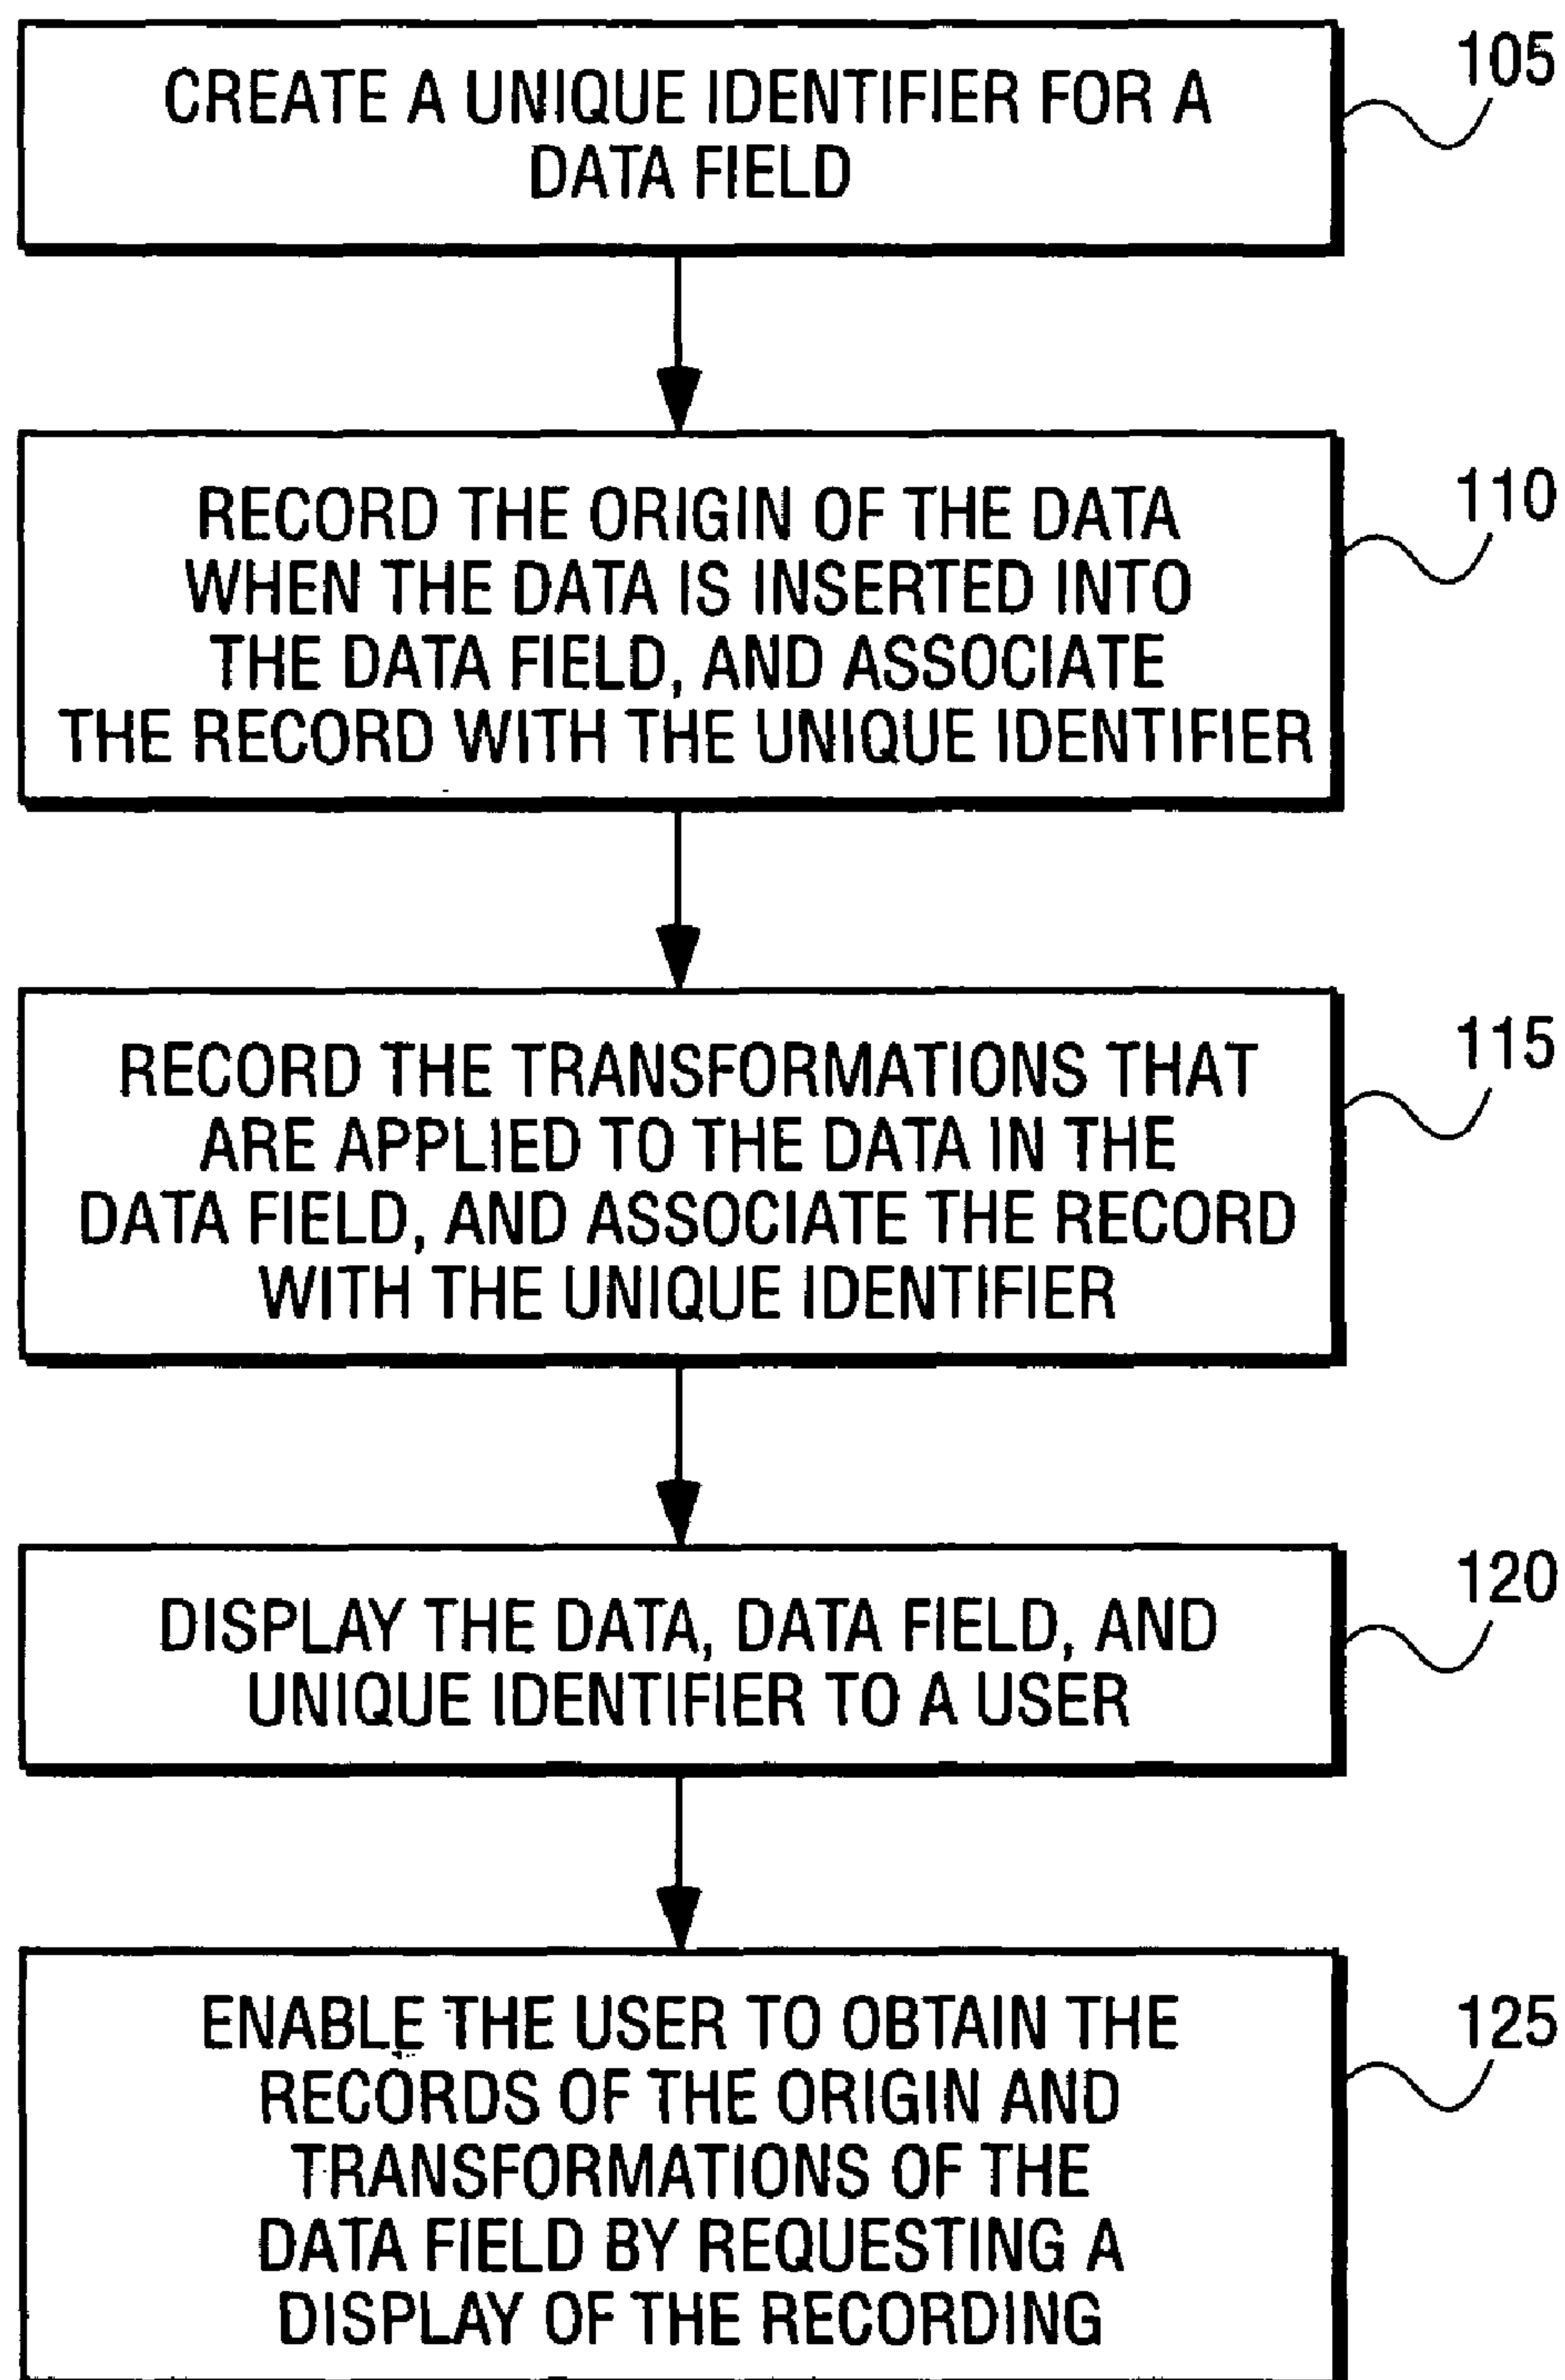 CREATE A UNIQUE IDENTIFIER FOR A
DATA FIELD
105
RECORD THE ORIGIN OF THE DATA
WHEN THE DATA IS INSERTED INTO
THE DATA FIELD, AND ASSOCIATE
THE RECORD WITH THE UNIQUE IDENTIFIER
110
RECORD THE TRANSFORMATIONS THAT
ARE APPLIED TO THE DATA IN THE
DATA FIELD, AND ASSOCIATE THE RECORD
WITH THE UNIQUE IDENTIFIER
115
DISPLAY THE DATA, DATA FIELD, AND
UNIQUE IDENTIFIER TO A USER
120
ENABLE THE USER TO OBTAIN THE
RECORDS OF THE ORIGIN AND
TRANSFORMATIONS OF THE
DATA FIELD BY REQUESTING A
DISPLAY OF THE RECORDING
125